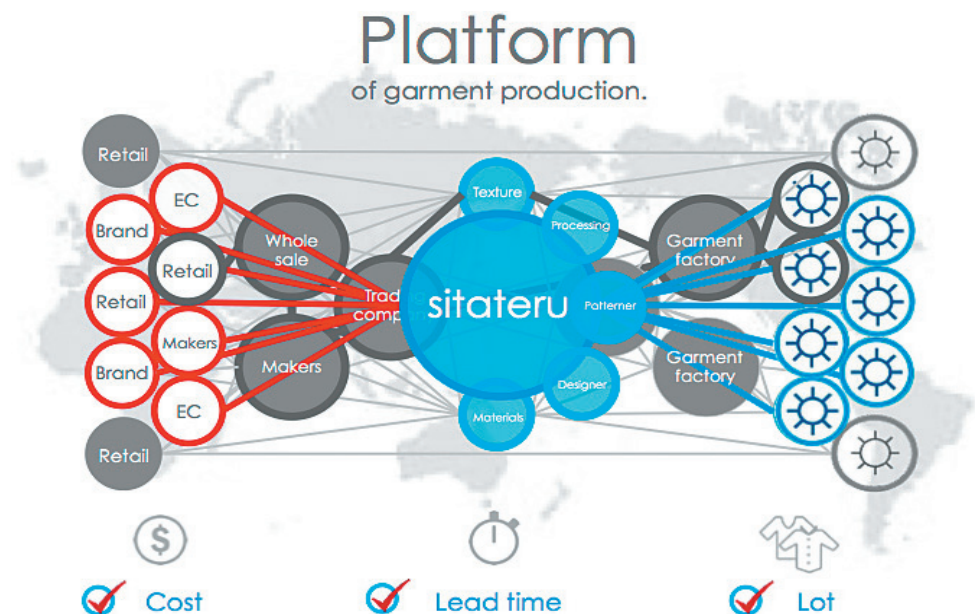 Platform
of garment production.
Retail
EC
Brand
Retail
Retail
Makers
Brand
EC
Retail
Whole
sale
Makers
Texture
Processing
sitateru
Patterner
Designer
Materials
Garment
factory
Garment
factory
$
Cost
Lead time
Lot